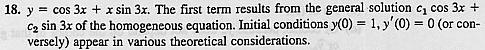 18. y = cos 3x + x sin 3x. The first term results from the general solution c₁ cos 3x +
c₂ sin 3x of the homogeneous equation. Initial conditions y(0) = 1, y′(0) = 0 (or con-
versely) appear in various theoretical considerations.